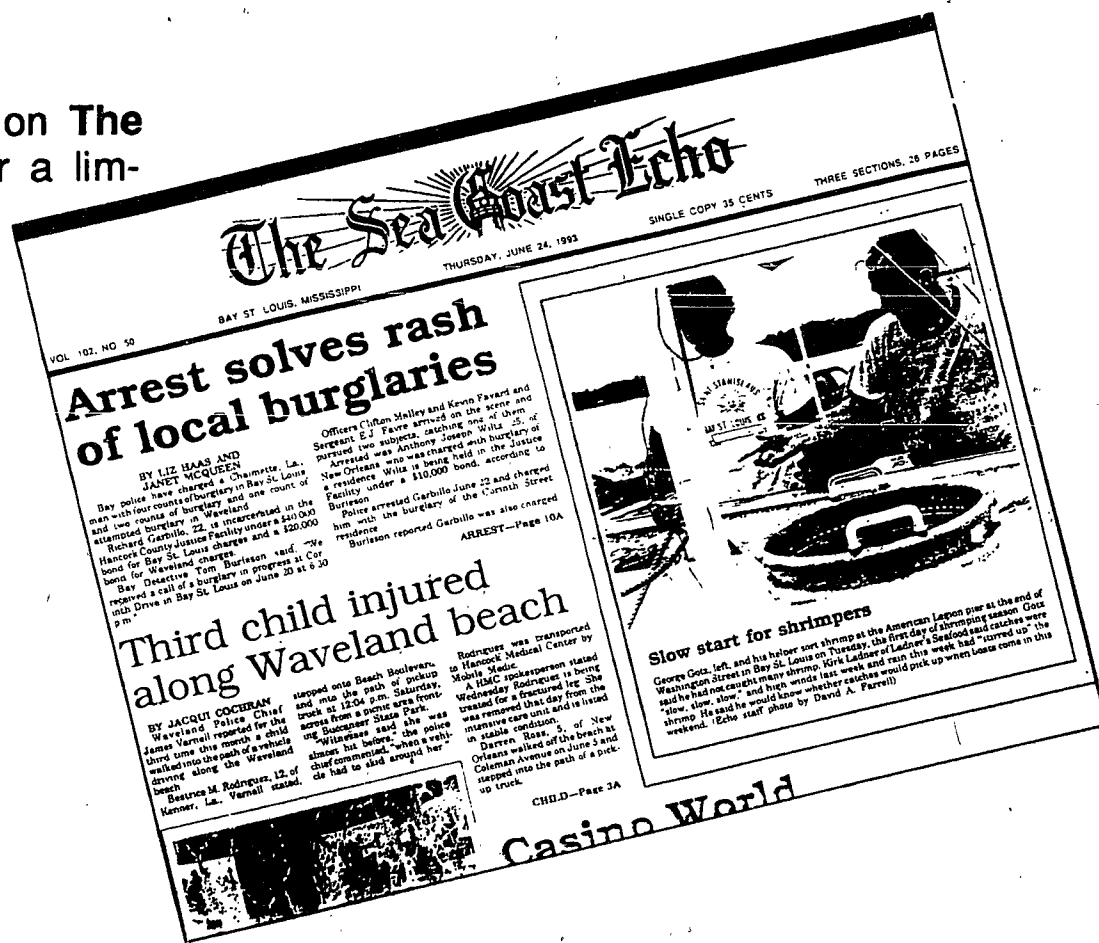 on The
r a lim-
The Sea Coast Echo
BAY ST LOUIS, MISSISSIPPI
THURSDAY, JUNE 24, 1993
SINGLE COPY 35 CENTS
THREE SECTIONS, 26 PAGES
VOL 102, NO 50
Arrest solves rash
of local burglaries
BY LIZ HAAS AND
JANET MCQUEEN
Bay police have charged a Chalmette, La.,
man with four counts of burglary in Bay St. Louis
and two counts of burglary and one count of
attempted burglary in Waveland
Richard Garbillo, 22, is incarcerated in the
Hancock County Justice Facility under a $40,000
bond for Bay St. Louis charges and a $20,000
bond for Waveland charges.
Bay Detective Tom Burleson said, "We
received a call of a burglary in progress at Cor
inth Drive in Bay St. Louis on June 20 at 6 30
p m "
Officers Clifton Malley and Kevin Favard and
Sergeant E J Favre arrived on the scene and
pursued two subjects, catching one of them
Arrested was Anthony Joseph Wiltz 25, of
New Orleans who was charged with burglary of
a residence Wiltz is being held in the Justice
Facility under a $10,000 bond, according to
Burleson
Police arrested Garbillo June 22 and charged
him with the burglary of the Corinth Street
residence
Burleson reported Garbillo was also charged
ARREST—Page 10A
Third child injured
along Waveland beach
BY JACQUI COCHRAN
Waveland Police Chief
James Varnell reported for the
third time this month a child
walked into the path of a vehicle
driving along the Waveland
beach
Beatrice M. Rodriguez, 12, of
Kenner, La., Varnell stated,
stepped onto Beach Boulevard
and into the path of pickup
truck at 12:04 p.m. Saturday,
across from a picnic area front-
ing Buccaneer State Park.
"Witnesses said she was
almost hit before," the police
chief commented, "when a vehi-
cle had to skid around her"
Rodriguez was transported
to Hancock Medical Center by
Mobile Medic.
A HMC spokesperson stated
Wednesday Rodriguez is being
treated for a fractured leg. She
was removed that day from the
intensive care unit and is listed
in stable condition.
Darren Ross, 5, of New
Orleans walked off the beach at
Coleman Avenue on June 5 and
stepped into the path of a pick-
up truck.
CHILD—Page 3A
Slow start for shrimpers
George Gotz, left, and his helper sort shrimp at the American Legion pier at the end of
Washington Street in Bay St. Louis on Tuesday, the first day of shrimping season Gotz
said he had not caught many shrimp. Kirk Ladner of Ladner's Seafood said catches were
"slow, slow, slow," and high winds last week and rain this week had "stirred up" the
shrimp He said he would know whether catches would pick up when boats come in this
weekend. (Echo staff photo by David A. Farrell)
Casino World